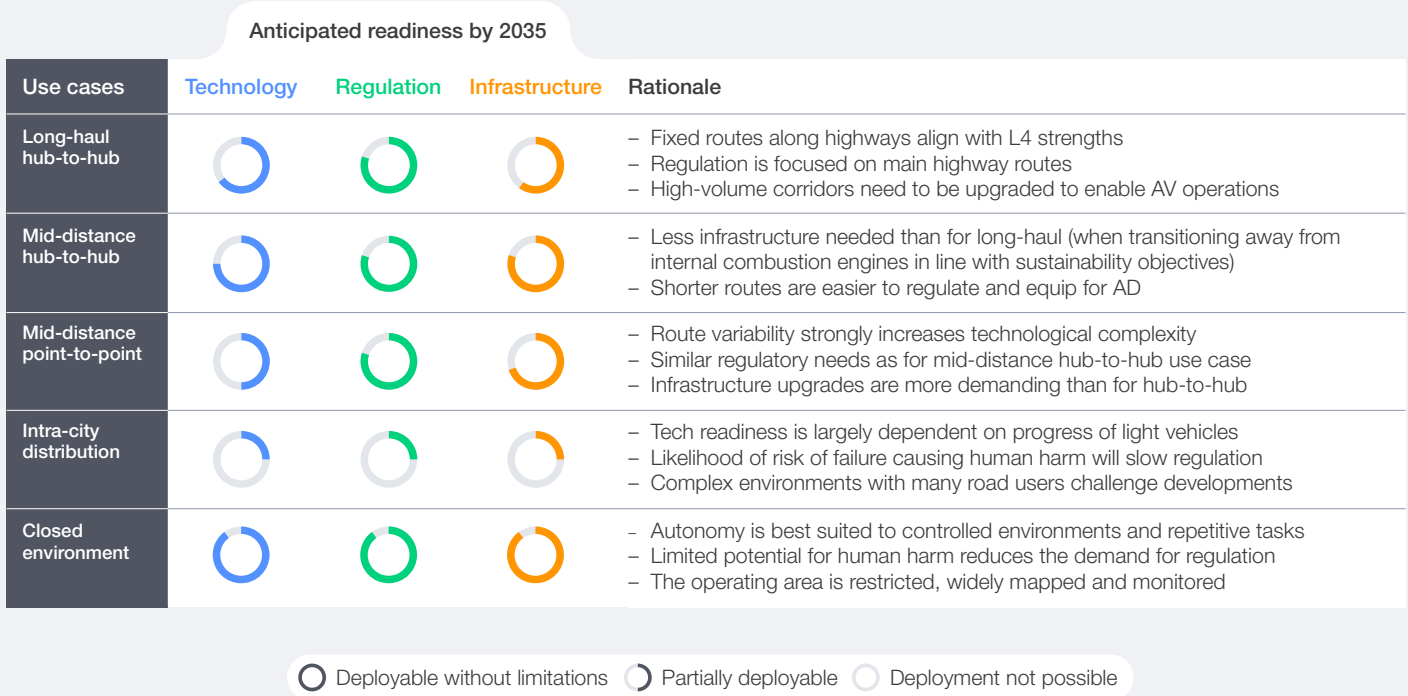 Anticipated readiness by 2035
Use cases
Technology
Regulation
Infrastructure
Rationale
Long-haul
hub-to-hub
– Fixed routes along highways align with L4 strengths
– Regulation is focused on main highway routes
– High-volume corridors need to be upgraded to enable AV operations
Mid-distance
hub-to-hub
– Less infrastructure needed than for long-haul (when transitioning away from
internal combustion engines in line with sustainability objectives)
– Shorter routes are easier to regulate and equip for AD
Mid-distance
point-to-point
– Route variability strongly increases technological complexity
– Similar regulatory needs as for mid-distance hub-to-hub use case
– Infrastructure upgrades are more demanding than for hub-to-hub
Intra-city
distribution
– Tech readiness is largely dependent on progress of light vehicles
– Likelihood of risk of failure causing human harm will slow regulation
– Complex environments with many road users challenge developments
Closed
environment
– Autonomy is best suited to controlled environments and repetitive tasks
– Limited potential for human harm reduces the demand for regulation
– The operating area is restricted, widely mapped and monitored
Deployable without limitations
Partially deployable
Deployment not possible